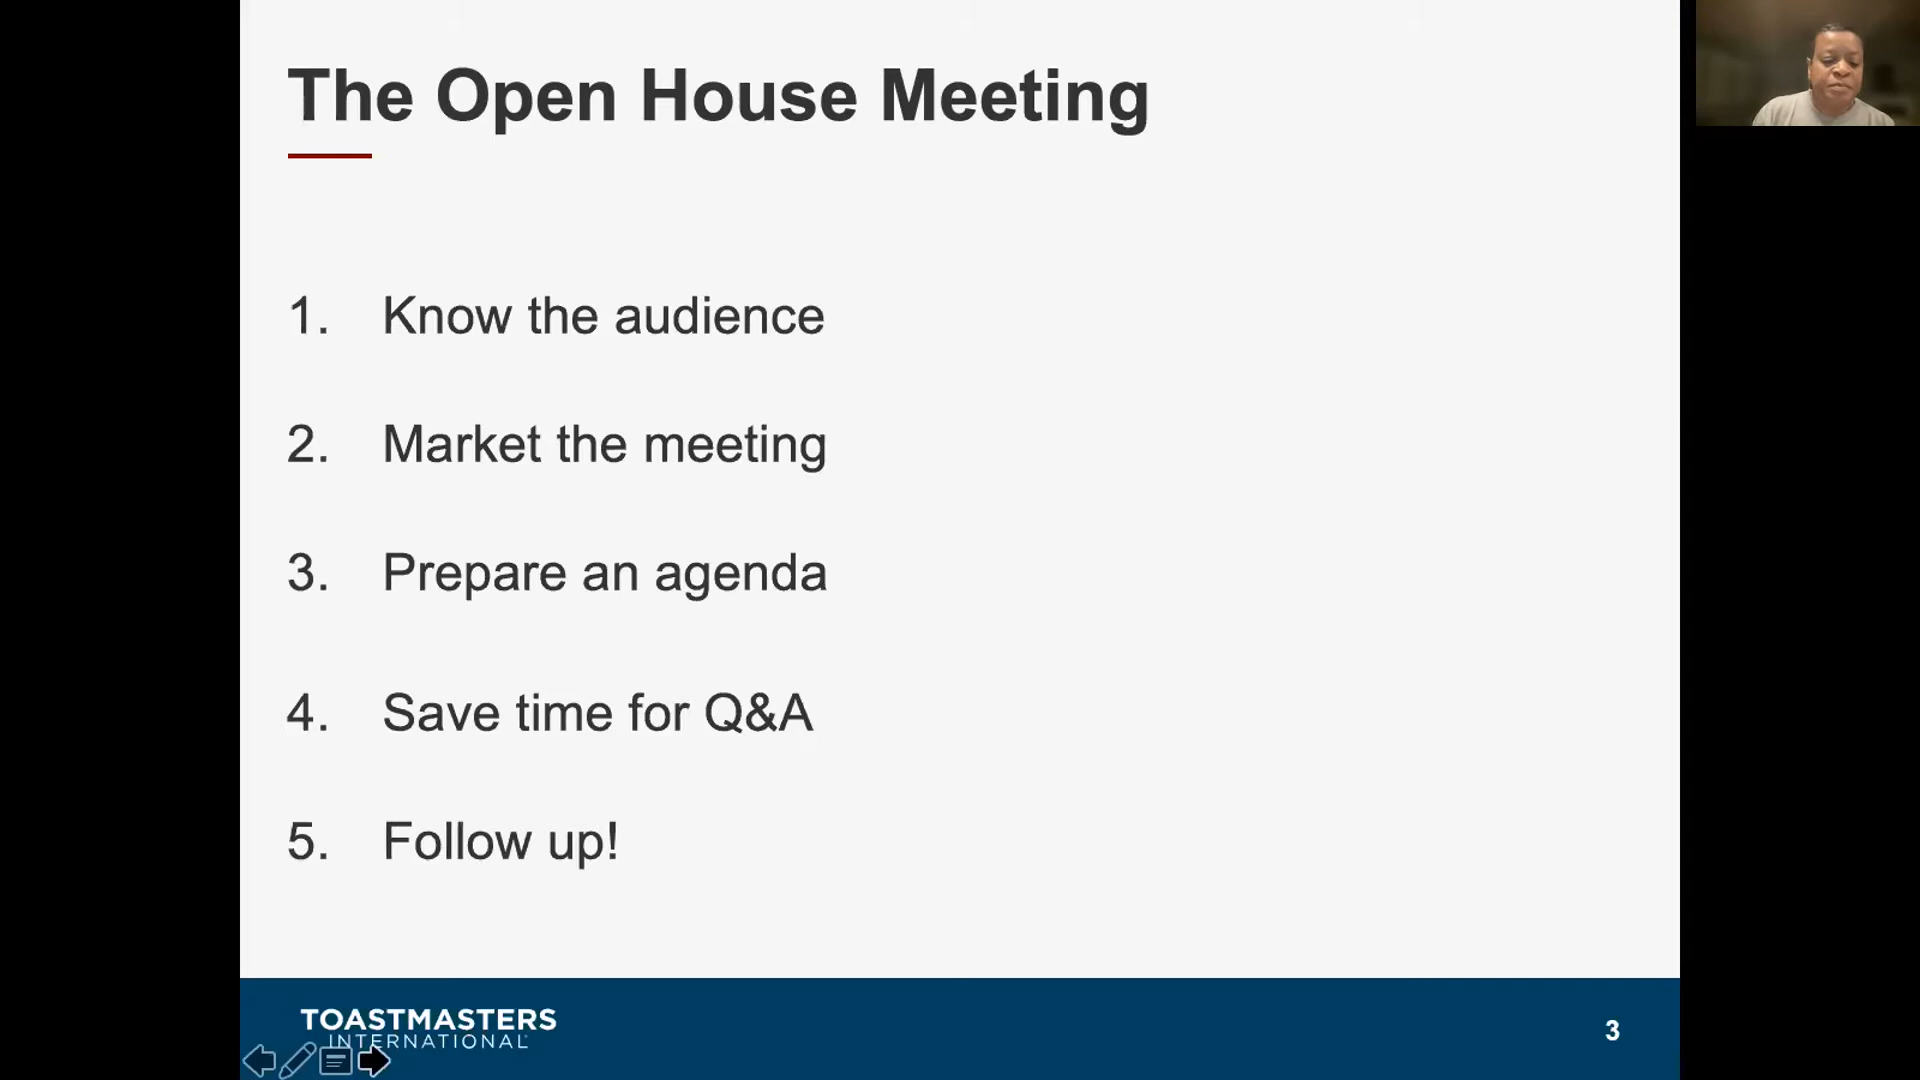 The Open House Meeting
1. Know the audience
2. Market the meeting
3. Prepare an agenda
4. Save time for Q&A
5. Follow up!
TOASTMASTERS
INTERNATIONAL
3